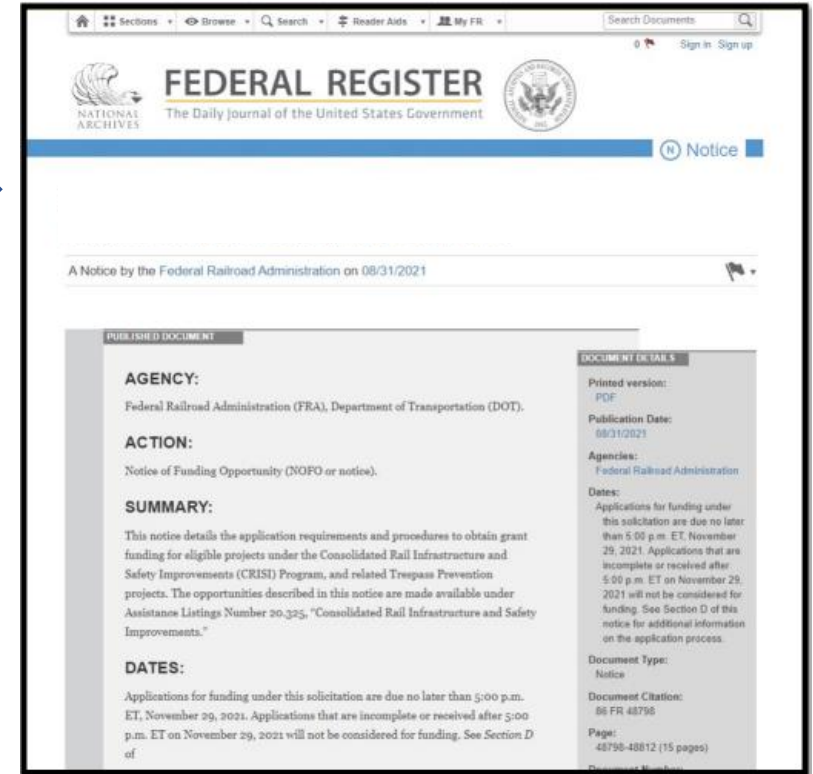 Sections Browse Search Reader Aids My FR Search Documents
0 Sign in Sign up
NATIONAL
ARCHIVES
FEDERAL REGISTER
The Daily Journal of the United States Government
N Notice
A Notice by the Federal Railroad Administration on 08/31/2021
PUBLISHED DOCUMENT
AGENCY:
Federal Railroad Administration (FRA), Department of Transportation (DOT).
ACTION:
Notice of Funding Opportunity (NOFO or notice).
SUMMARY:
This notice details the application requirements and procedures to obtain grant
funding for eligible projects under the Consolidated Rail Infrastructure and
Safety Improvements (CRISI) Program, and related Trespass Prevention
projects. The opportunities described in this notice are made available under
Assistance Listings Number 20.325, "Consolidated Rail Infrastructure and Safety
Improvements."
DATES:
Applications for funding under this solicitation are due no later than 5:00 p.m.
ET, November 29, 2021. Applications that are incomplete or received after 5:00
p.m. ET on November 29, 2021 will not be considered for funding. See Section D
of
DOCUMENT DETAILS
Printed version:
PDF
Publication Date:
08/31/2021
Agencies:
Federal Railroad Administration
Dates:
Applications for funding under
this solicitation are due no later
than 5:00 p.m. ET, November
29, 2021. Applications that are
incomplete or received after
5:00 p.m. ET on November 29,
2021 will not be considered for
funding. See Section D of this
notice for additional information
on the application process.
Document Type:
Notice
Document Citation:
86 FR 48798
Page:
48798-48812 (15 pages)
Document Number: